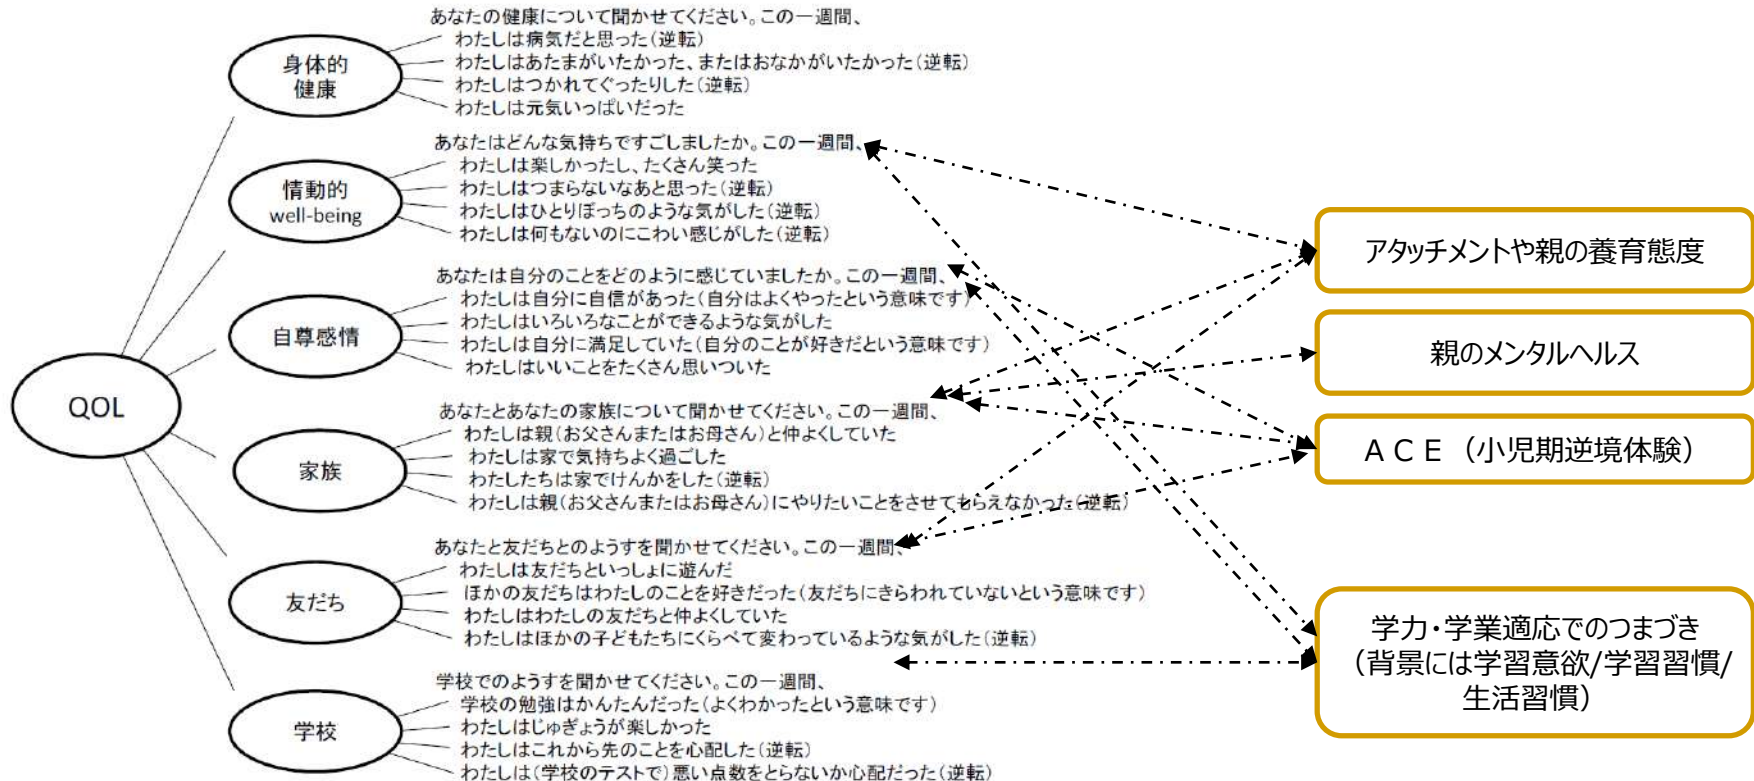 QOL
身体的
健康
あなたの健康について聞かせてください。この一週間、
わたしは病気だと思った(逆転)
わたしはあたまがいたかった、またはおなかがいたかった(逆転)
わたしはつかれてぐったりした(逆転)
わたしは元気いっぱいだった
情動的
well-being
あなたはどんな気持ちですごしましたか。この一週間、
わたしは楽しかったし、たくさん笑った
わたしはつまらないなあと思った(逆転)
わたしはひとりぼっちのような気がした(逆転)
わたしは何もないのにこわい感じがした(逆転)
自尊感情
あなたは自分のことをどのように感じていましたか。この一週間、
わたしは自分に自信があった(自分はよくやったという意味です)
わたしはいろいろなことができるような気がした
わたしは自分に満足していた(自分のことが好きだという意味です)
わたしはいいことをたくさん思いついた
家族
あなたとあなたの家族について聞かせてください。この一週間、
わたしは親(お父さんまたはお母さん)と仲よくしていた
わたしは家で気持ちよく過ごした
わたしたちは家でけんかをした(逆転)
わたしは親(お父さんまたはお母さん)にやりたいことをさせてもらえなかった(逆転)
友だち
あなたと友だちとのようすを聞かせてください。この一週間、
わたしは友だちといっしょに遊んだ
ほかの友だちはわたしのことを好きだった(友だちにきらわれていないという意味です)
わたしはわたしの友だちと仲よくしていた
わたしはほかの子どもたちにくらべて変わっているような気がした(逆転)
学校
学校でのようすを聞かせてください。この一週間、
学校の勉強はかんたんだった(よくわかったという意味です)
わたしはじゅぎょうが楽しかった
わたしはこれから先のことを心配した(逆転)
わたしは(学校のテストで)悪い点数をとらないか心配だった(逆転)
アタッチメントや親の養育態度
親のメンタルヘルス
ACE(小児期逆境体験)
学力・学業適応でのつまづき
(背景には学習意欲/学習習慣/
生活習慣)